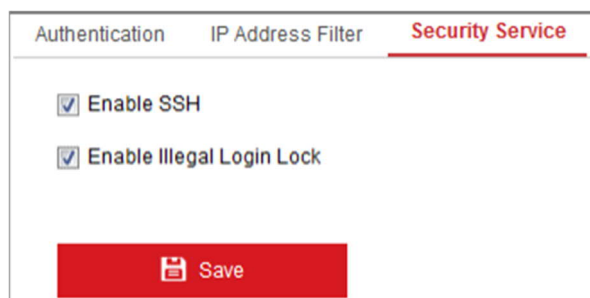 Authentication IP Address Filter Security Service
Enable SSH
Enable Illegal Login Lock
Save